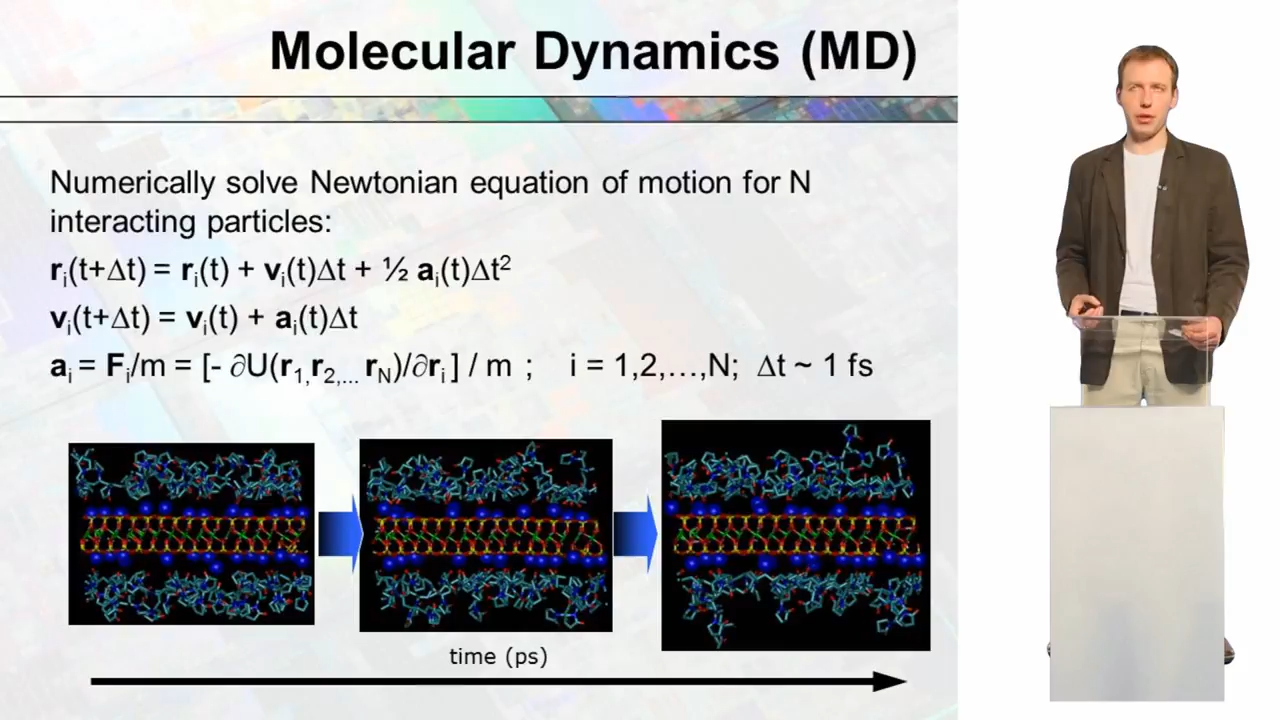 Molecular Dynamics (MD)
Numerically solve Newtonian equation of motion for N
interacting particles:
rᵢ(t+Δt) = rᵢ(t) + vᵢ(t)Δt + ½ aᵢ(t)Δt²
vᵢ(t+Δt) = vᵢ(t) + aᵢ(t)Δt
aᵢ = Fᵢ/m = [- ∂U(r₁,r₂,... r_N)/∂rᵢ] / m ; i = 1,2,…,N; Δt ~ 1 fs
time (ps)